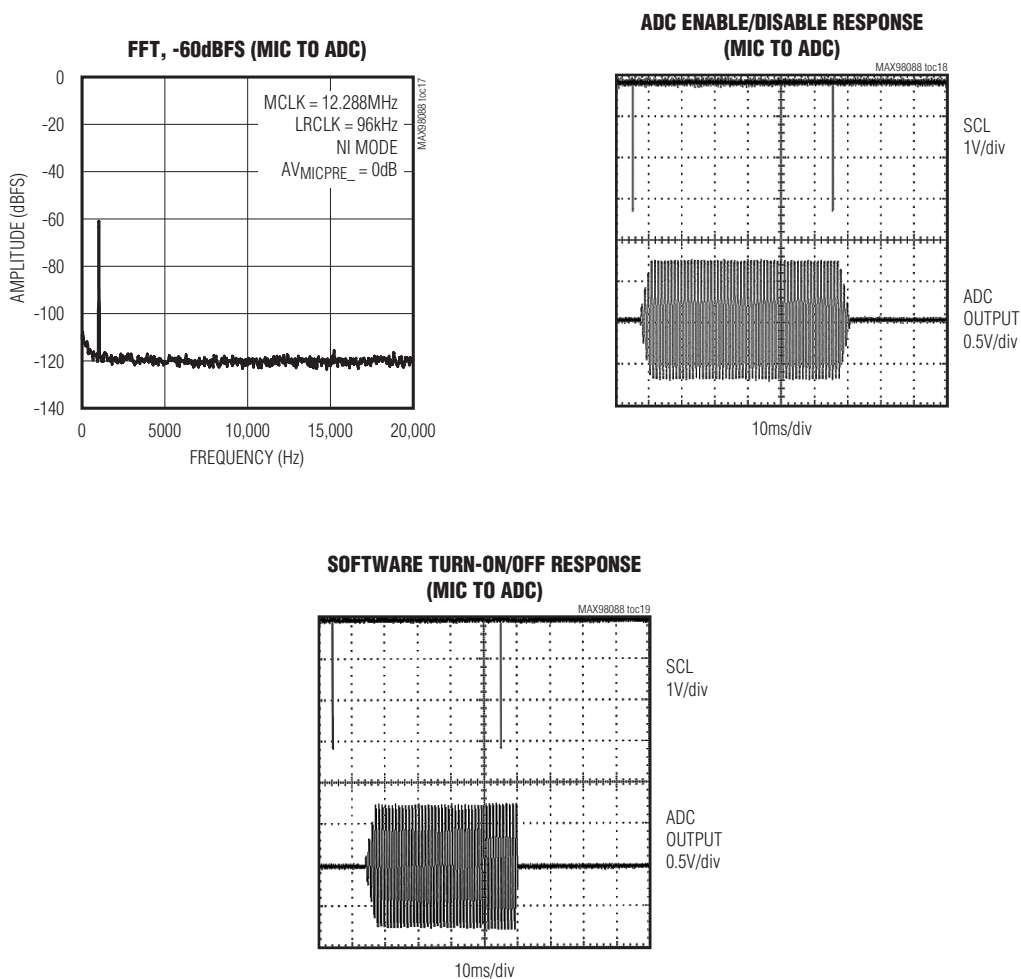 FFT, -60dBFS (MIC TO ADC)
MAX98088 toc17
0
-20
-40
-60
-80
-100
-120
-140
AMPLITUDE (dBFS)
MCLK = 12.288MHz
LRCLK = 96kHz
NI MODE
AVMICPRE_ = 0dB
0 5000 10,000 15,000 20,000
FREQUENCY (Hz)
ADC ENABLE/DISABLE RESPONSE
(MIC TO ADC)
MAX98088 toc18
SCL
1V/div
ADC
OUTPUT
0.5V/div
10ms/div
SOFTWARE TURN-ON/OFF RESPONSE
(MIC TO ADC)
MAX98088 toc19
SCL
1V/div
ADC
OUTPUT
0.5V/div
10ms/div